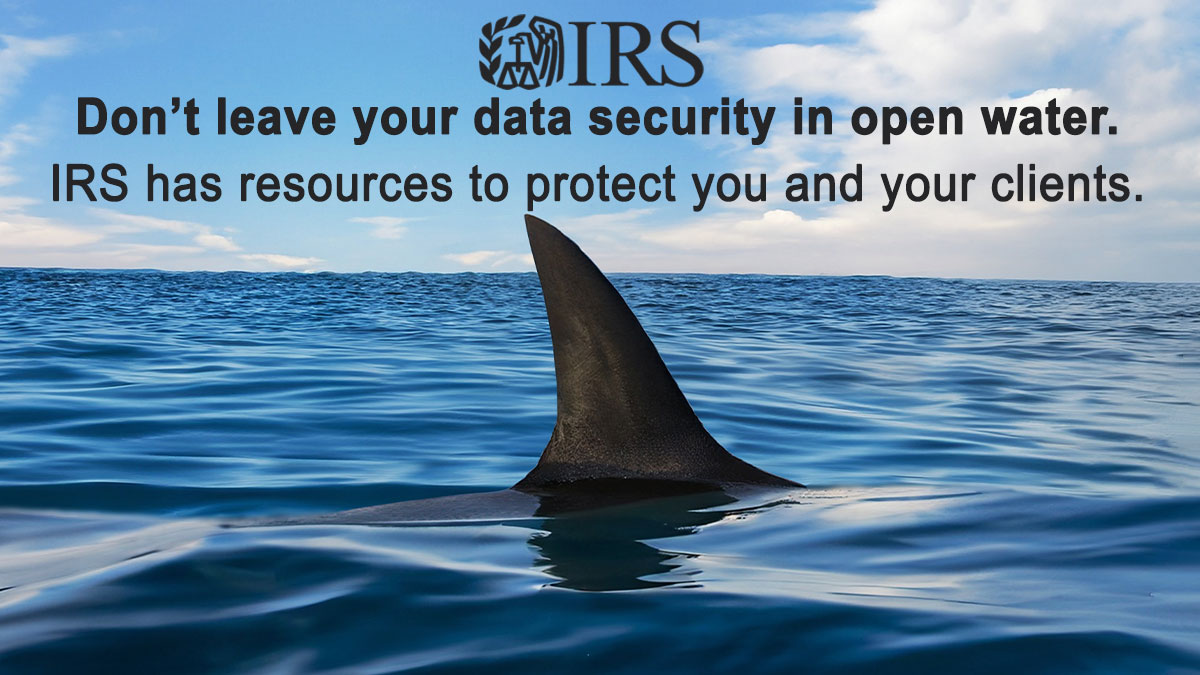 IRS
Don’t leave your data security in open water.
IRS has resources to protect you and your clients.